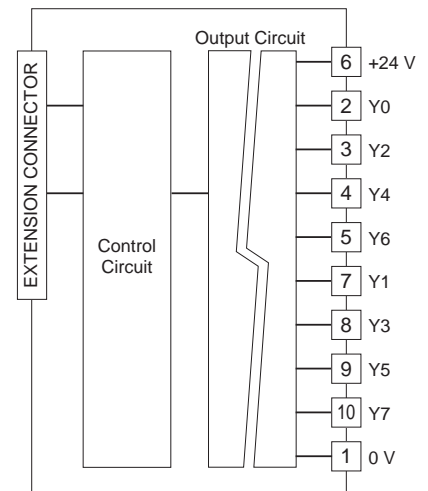 Output Circuit
EXTENSION CONNECTOR
Control
Circuit
6 +24 V
2 Y0
3 Y2
4 Y4
5 Y6
7 Y1
8 Y3
9 Y5
10 Y7
1 0 V